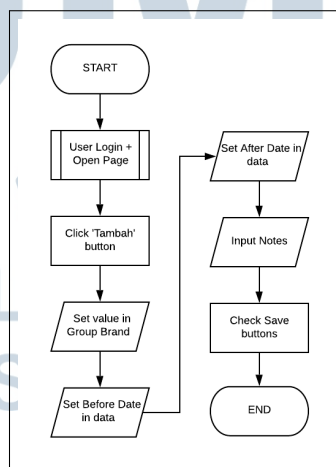 START
User Login +
Open Page
Click 'Tambah'
button
Set value in
Group Brand
Set Before Date
in data
Set After Date in
data
Input Notes
Check Save
buttons
END